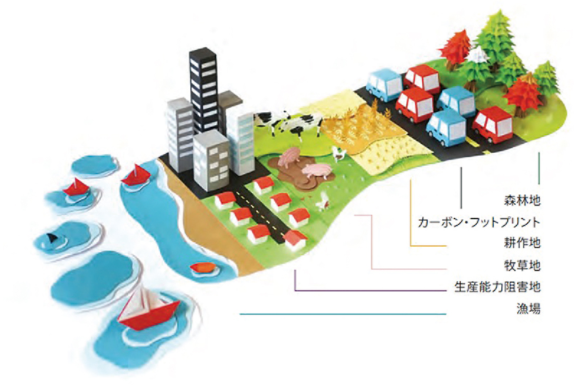 森林地
カーボン・フットプリント
耕作地
牧草地
生産能力阻害地
漁場